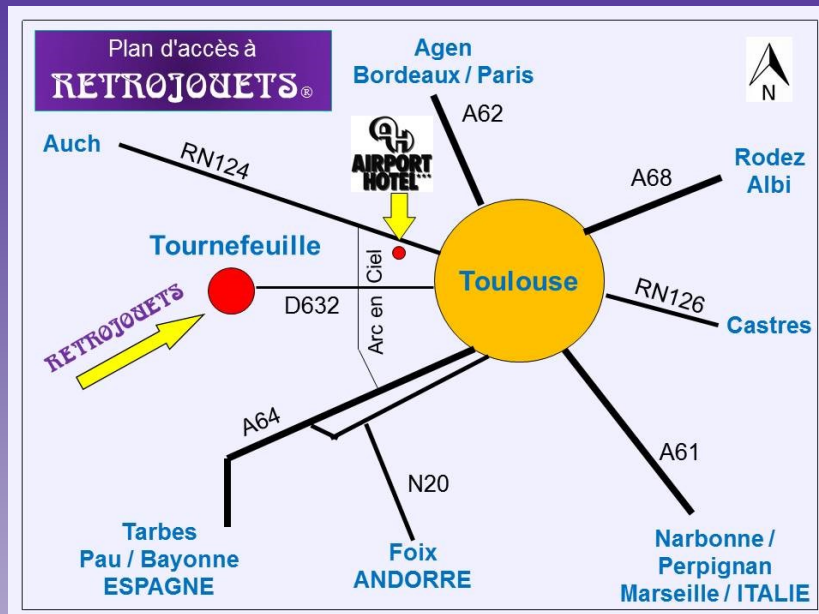 Plan d'accès à
RETROJOUETS®
Agen
Bordeaux / Paris
N
A62
Auch
RN124
AH
AIRPORT
HOTEL***
A68
Rodez
Albi
Tournefeuille
Arc en Ciel
Toulouse
D632
RN126
Castres
RETROJOUETS
A64
A61
N20
Tarbes
Pau / Bayonne
ESPAGNE
Foix
ANDORRE
Narbonne /
Perpignan
Marseille / ITALIE